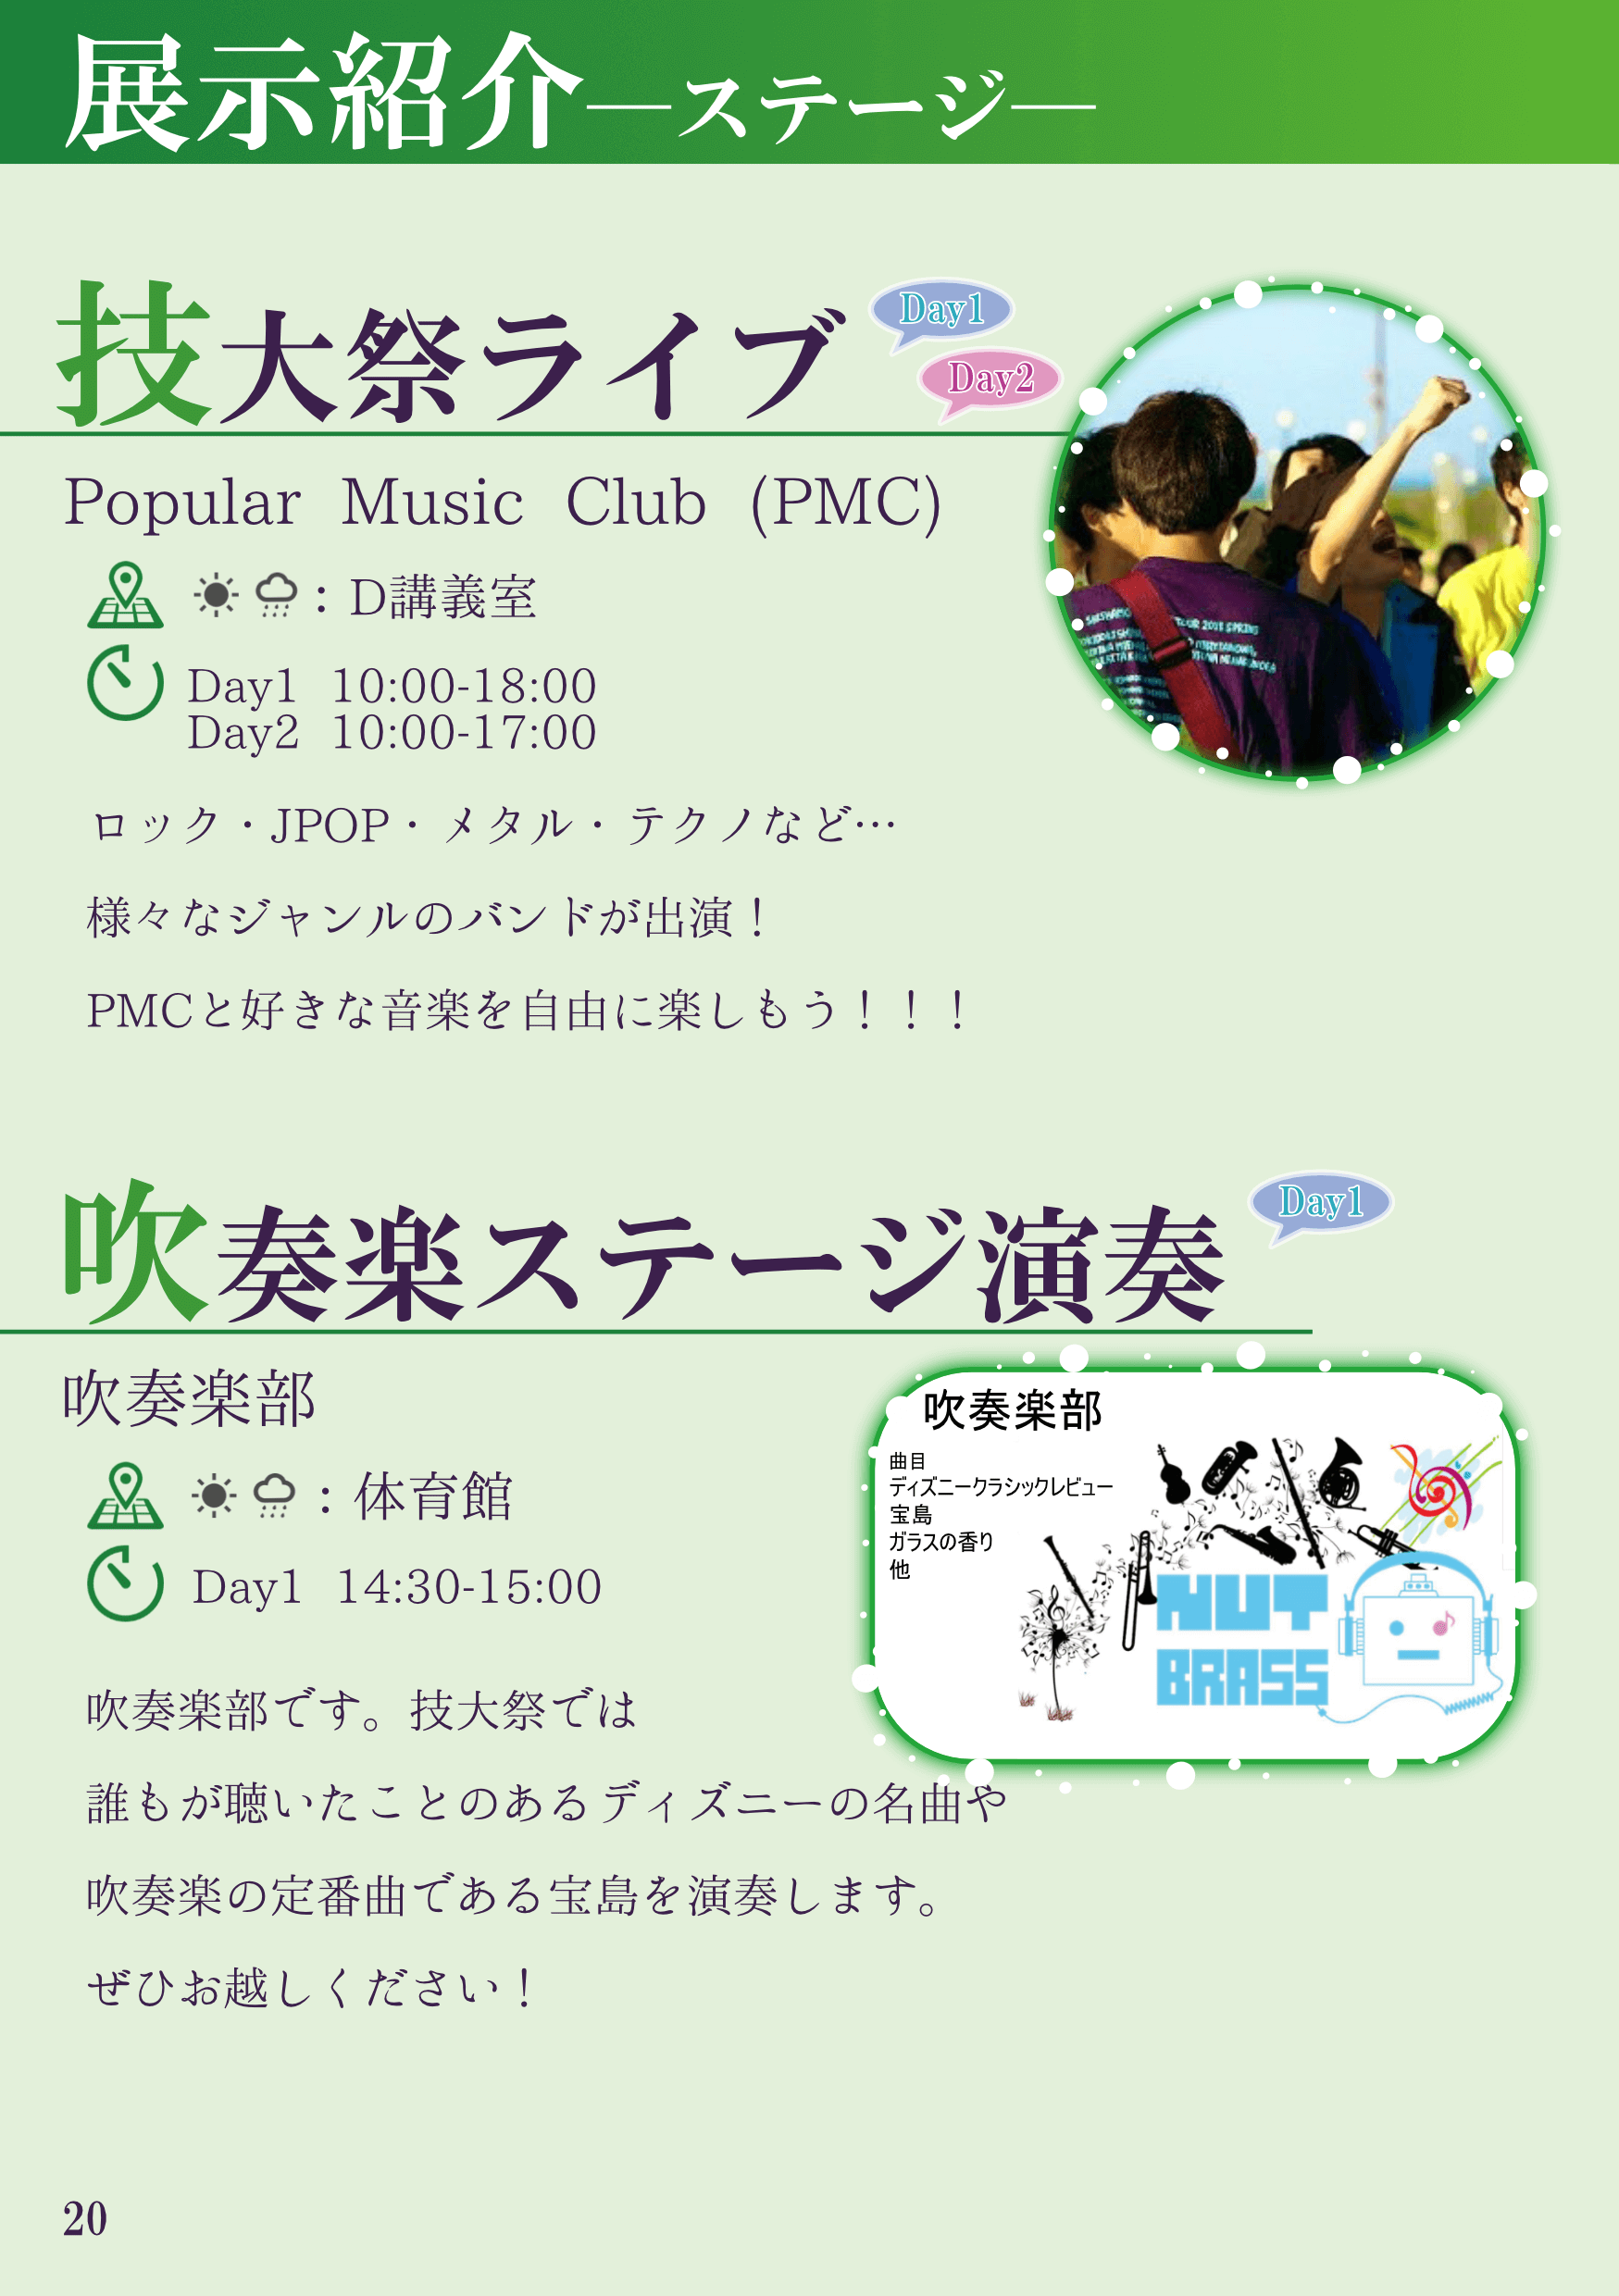 展示紹介―ステージ―
技大祭ライブ
Day1
Day2
Popular Music Club (PMC)
：D講義室
Day1 10:00-18:00
Day2 10:00-17:00
ロック・JPOP・メタル・テクノなど…
様々なジャンルのバンドが出演！
PMCと好きな音楽を自由に楽しもう！！！
吹奏楽ステージ演奏
Day1
吹奏楽部
：体育館
Day1 14:30-15:00
吹奏楽部
曲目
ディズニークラシックレビュー
宝島
ガラスの香り
他
NUT
BRASS
吹奏楽部です。技大祭では
誰もが聴いたことのあるディズニーの名曲や
吹奏楽の定番曲である宝島を演奏します。
ぜひお越しください！
20